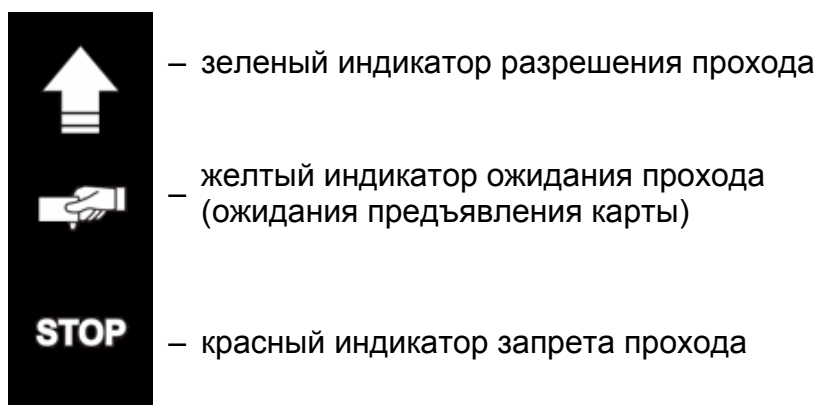 – зеленый индикатор разрешения прохода
– желтый индикатор ожидания прохода
(ожидания предъявления карты)
STOP – красный индикатор запрета прохода